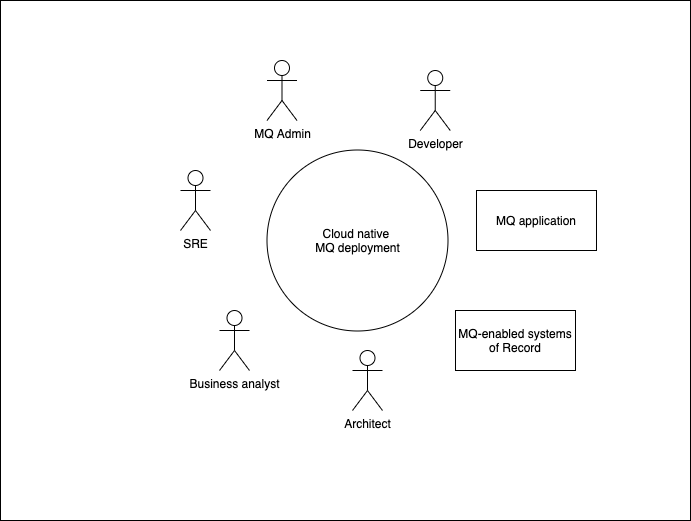 MQ Admin
Developer
SRE
MQ application
Cloud native
MQ deployment
MQ-enabled systems
of Record
Business analyst
Architect